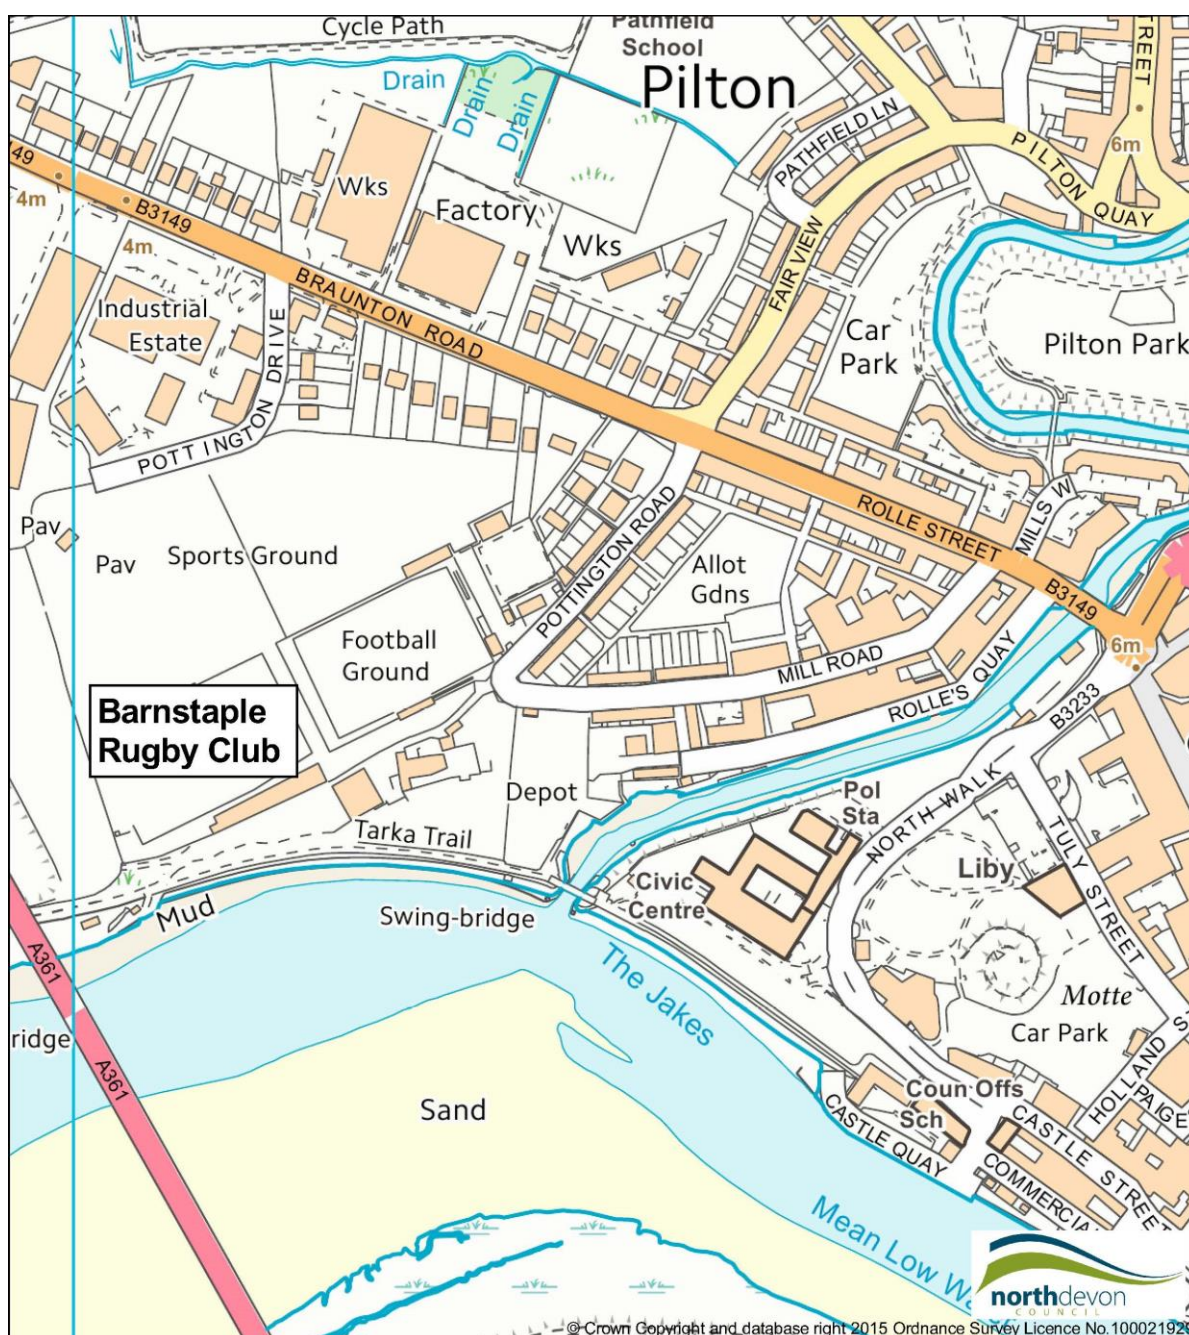 Cycle Path
Pathfield
School
Pilton
STREET
Drain
Drain
Drain
PATHFIELD LN
PILTON QUAY
6m
149
4m
B3149
4m
Wks
Factory
Wks
FAIR VIEW
BRAUNTON ROAD
Industrial
Estate
POTTINGTON DRIVE
Car
Park
Pilton Park
ROLLE STREET
MILLS W
Pav
Pav
Sports Ground
POTTINGTON ROAD
Allot
Gdns
B3149
Football
Ground
MILL ROAD
ROLLE'S QUAY
6m
B3233
Barnstaple
Rugby Club
Depot
Pol
Sta
NORTH WALK
TULY STREET
Tarka Trail
Liby
Civic
Centre
Mud
Swing-bridge
A361
The Jakes
Motte
Car Park
ridge
A361
HOLLAND S
PAIGE
Sand
Coun Offs
Sch
CASTLE STREET
CASTLE QUAY
COMMERCIA
Mean Low Wa
northdevon
COUNCIL
© Crown Copyright and database right 2015 Ordnance Survey Licence No.100021929